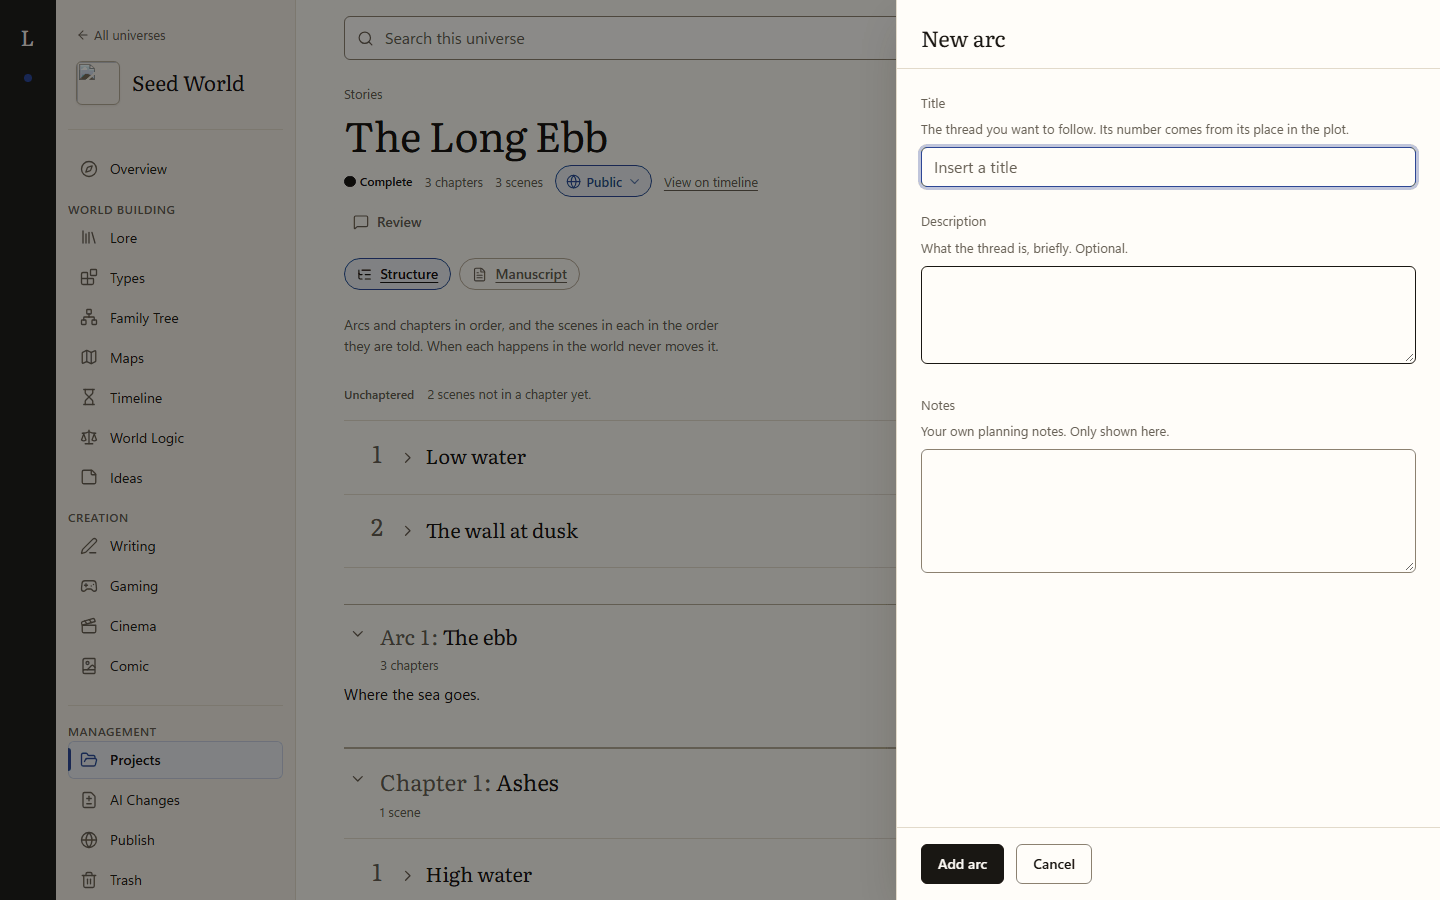 L
All universes
Seed World
Overview
WORLD BUILDING
Lore
Types
Family Tree
Maps
Timeline
World Logic
Ideas
CREATION
Writing
Gaming
Cinema
Comic
MANAGEMENT
Projects
AI Changes
Publish
Trash
Search this universe
Stories
The Long Ebb
Complete 3 chapters 3 scenes Public View on timeline
Review
Structure Manuscript
Arcs and chapters in order, and the scenes in each in the order
they are told. When each happens in the world never moves it.
Unchaptered 2 scenes not in a chapter yet.
1 Low water
2 The wall at dusk
Arc 1: The ebb
3 chapters
Where the sea goes.
Chapter 1: Ashes
1 scene
1 High water
New arc
Title
The thread you want to follow. Its number comes from its place in the plot.
Insert a title
Description
What the thread is, briefly. Optional.
Notes
Your own planning notes. Only shown here.
Add arc Cancel